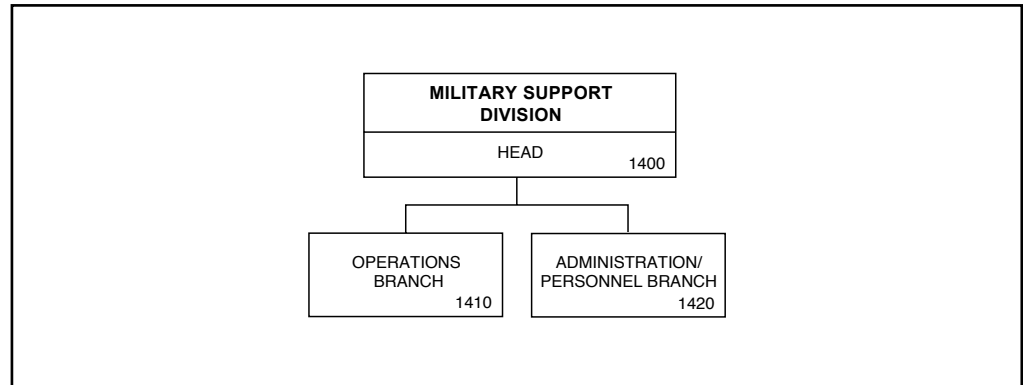 MILITARY SUPPORT
DIVISION
HEAD
1400
OPERATIONS
BRANCH
1410
ADMINISTRATION/
PERSONNEL BRANCH
1420